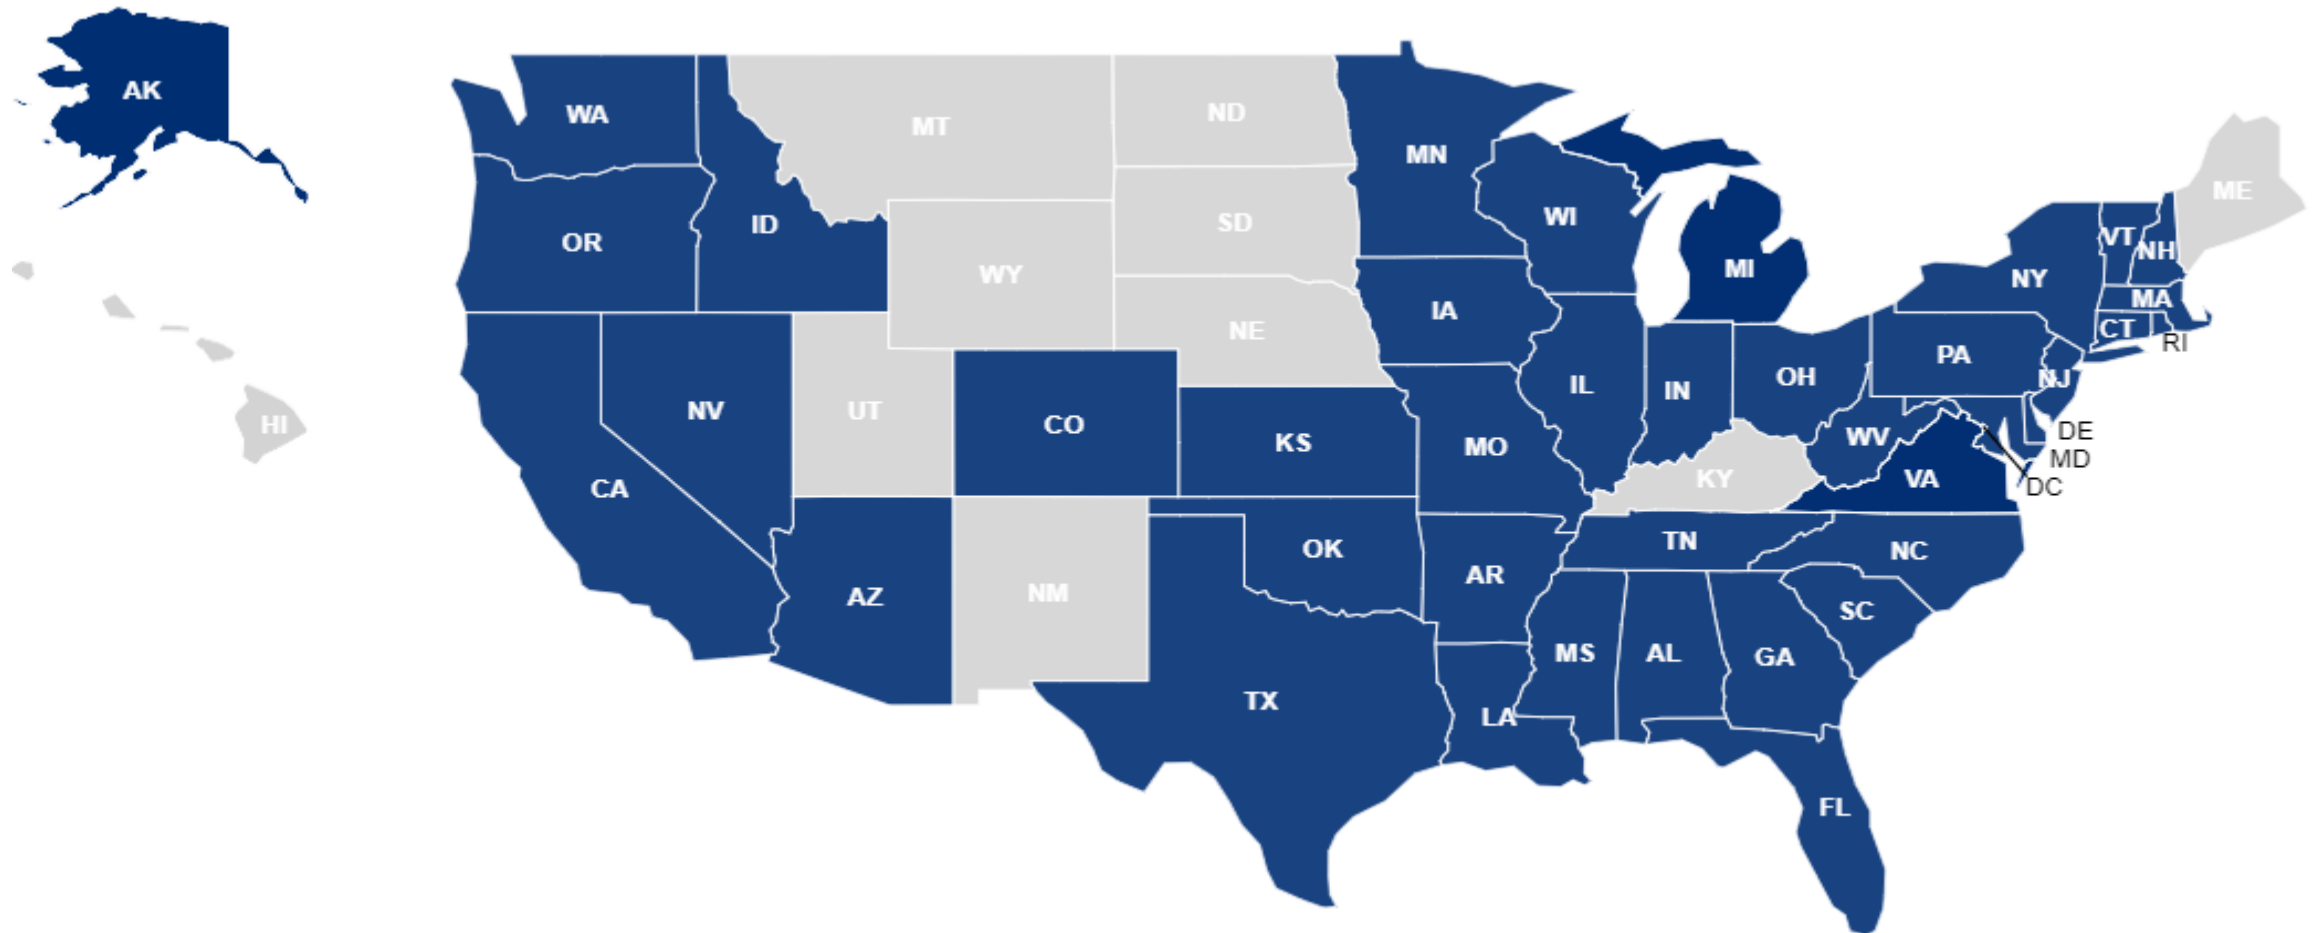 AK
WA
MT
ND
MN
ME
OR
ID
SD
WI
VT
NH
WY
MI
NY
MA
IA
NE
CT
RI
PA
NV
UT
CO
KS
MO
IL
IN
OH
NJ
HI
WV
DE
MD
CA
KY
VA
DC
OK
TN
NC
AZ
NM
AR
SC
TX
LA
MS
AL
GA
FL